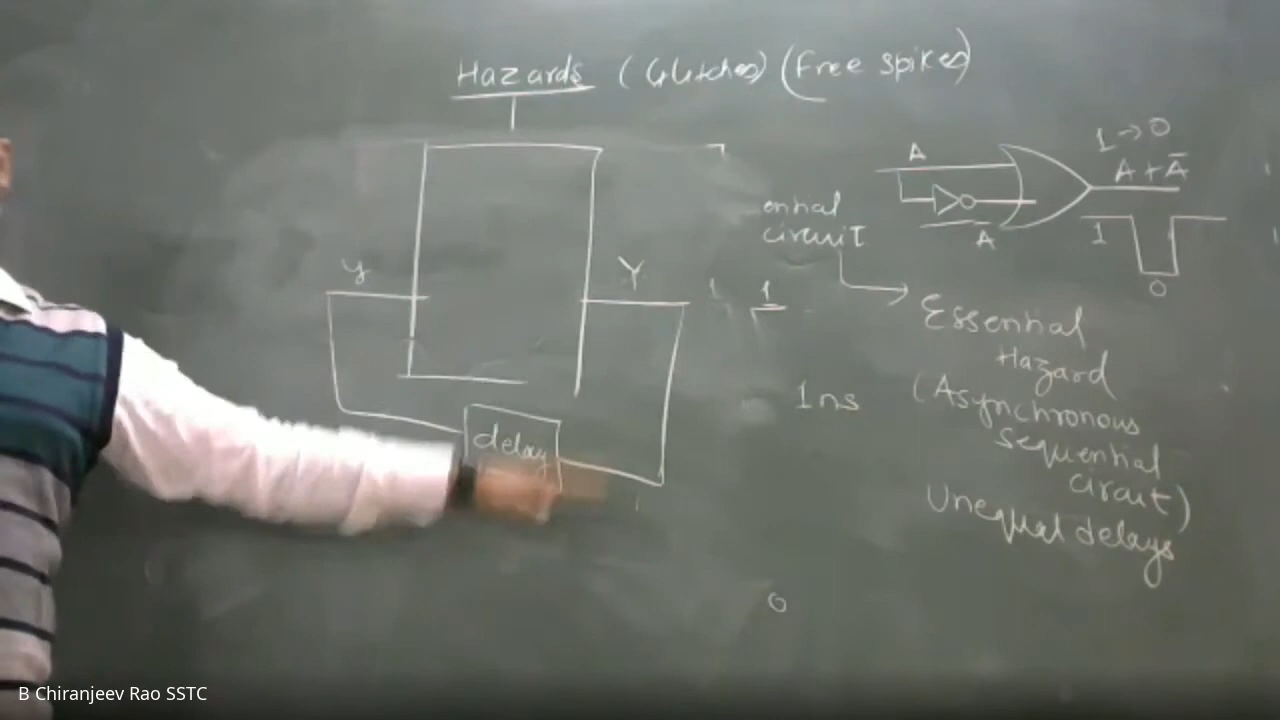 Hazards (Glitches) (Free spikes)
1→0
A
A + Ā
A̅
1
0
ential
circuit
y
Y
1
1ns
Essential
Hazard
(Asynchronous
sequential
circuit)
Unequal delays
delay
0
B Chiranjeev Rao SSTC